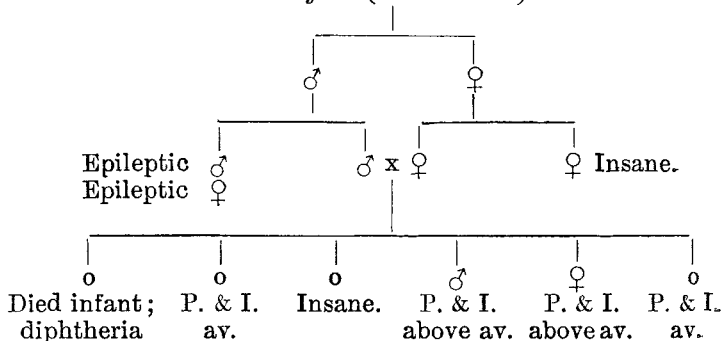 ♂ ♀
Epileptic ♂ ♂ x ♀ ♀ Insane.
Epileptic ♀
o o o ♂ ♀ o
Died infant; P. & I. Insane. P. & I. P. & I. P. & I.
diphtheria av. above av. above av. av.